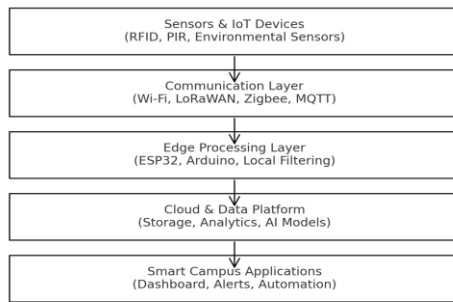 Sensors & IoT Devices
(RFID, PIR, Environmental Sensors)
Communication Layer
(Wi-Fi, LoRaWAN, Zigbee, MQTT)
Edge Processing Layer
(ESP32, Arduino, Local Filtering)
Cloud & Data Platform
(Storage, Analytics, AI Models)
Smart Campus Applications
(Dashboard, Alerts, Automation)